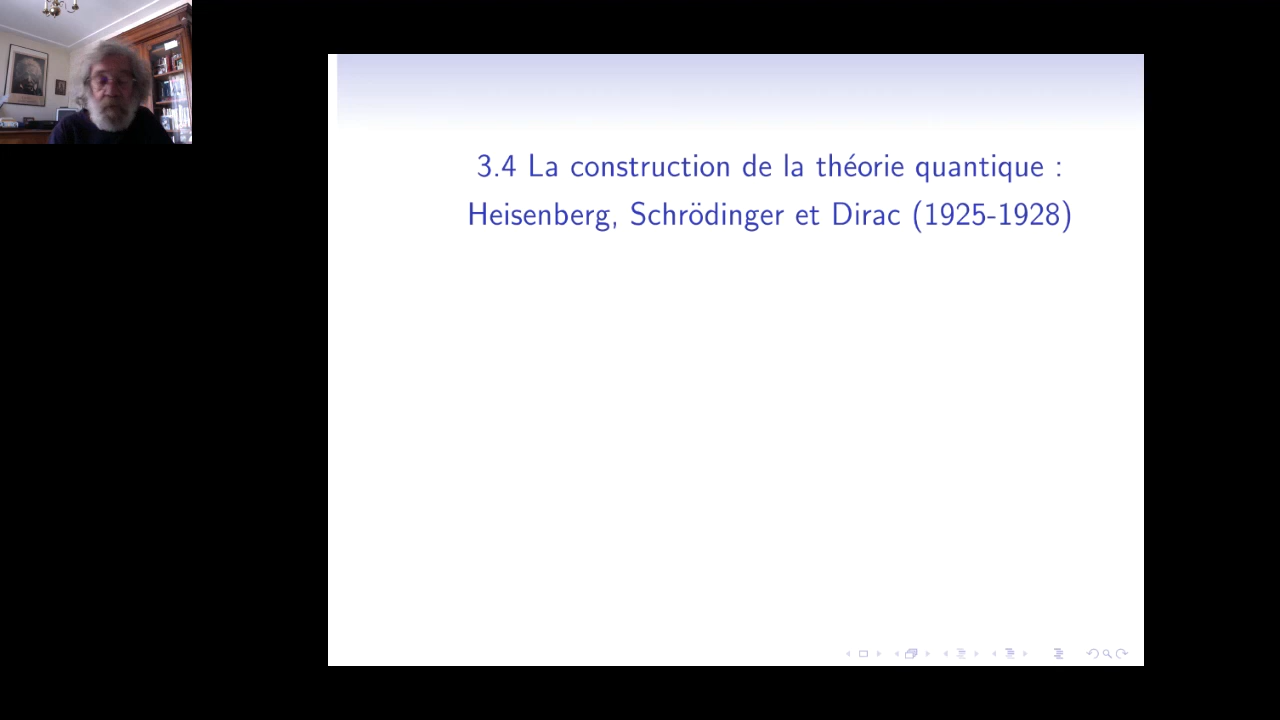 3.4 La construction de la théorie quantique :
Heisenberg, Schrödinger et Dirac (1925-1928)